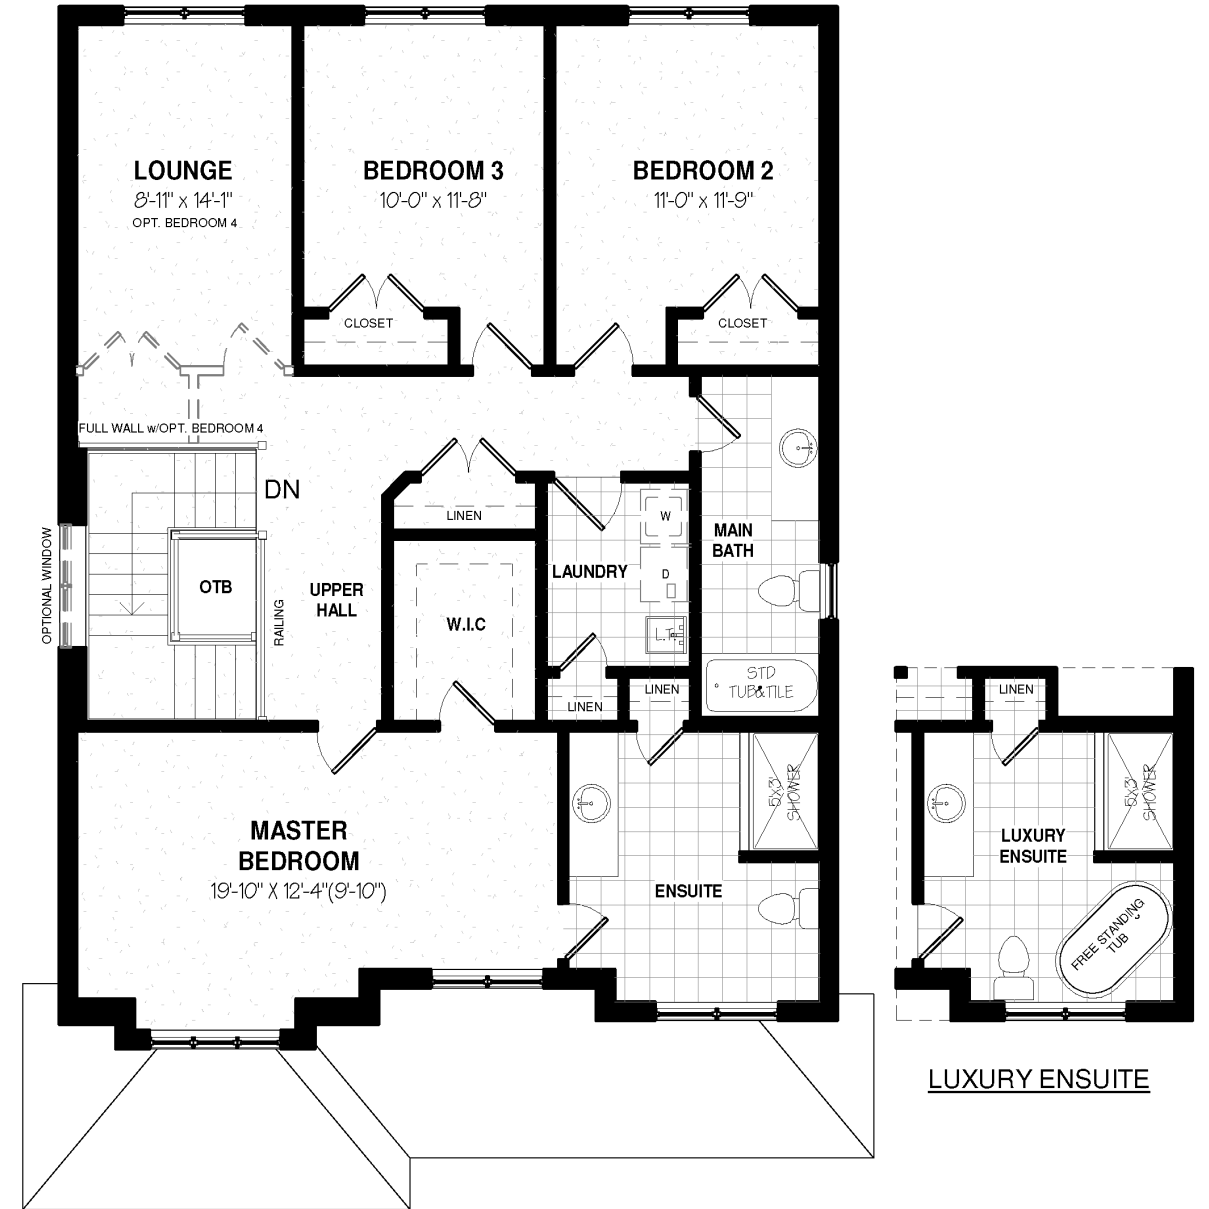 LOUNGE
8'-11" x 14'-1"
OPT. BEDROOM 4
BEDROOM 3
10'-0" x 11'-8"
BEDROOM 2
11'-0" x 11'-9"
CLOSET
CLOSET
FULL WALL w/OPT. BEDROOM 4
DN
LINEN
W
MAIN
BATH
OPTIONAL WINDOW
OTB
UPPER
HALL
RAILING
LAUNDRY
D
W.I.C
L.T.
STD
TUB&TILE
LINEN
LINEN
LINEN
MASTER
BEDROOM
19'-10" X 12'-4"(9'-10")
5'x3'
SHOWER
ENSUITE
5'x3'
SHOWER
LUXURY
ENSUITE
FREE STANDING
TUB
LUXURY ENSUITE